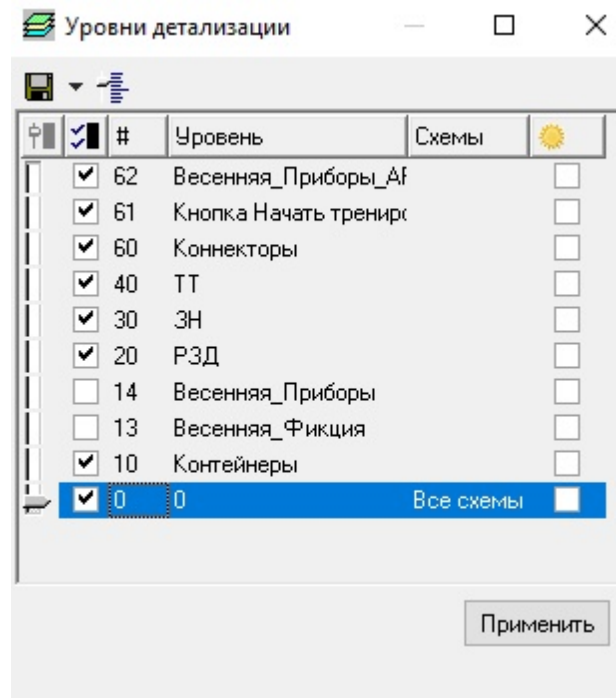 Уровни детализации
# Уровень Схемы
62 Весенняя_Приборы_
61 Кнопка Начать трениро
60 Коннекторы
40 ТТ
30 ЗН
20 РЗД
14 Весенняя_Приборы
13 Весенняя_Фикция
10 Контейнеры
0 0 Все схемы
Применить